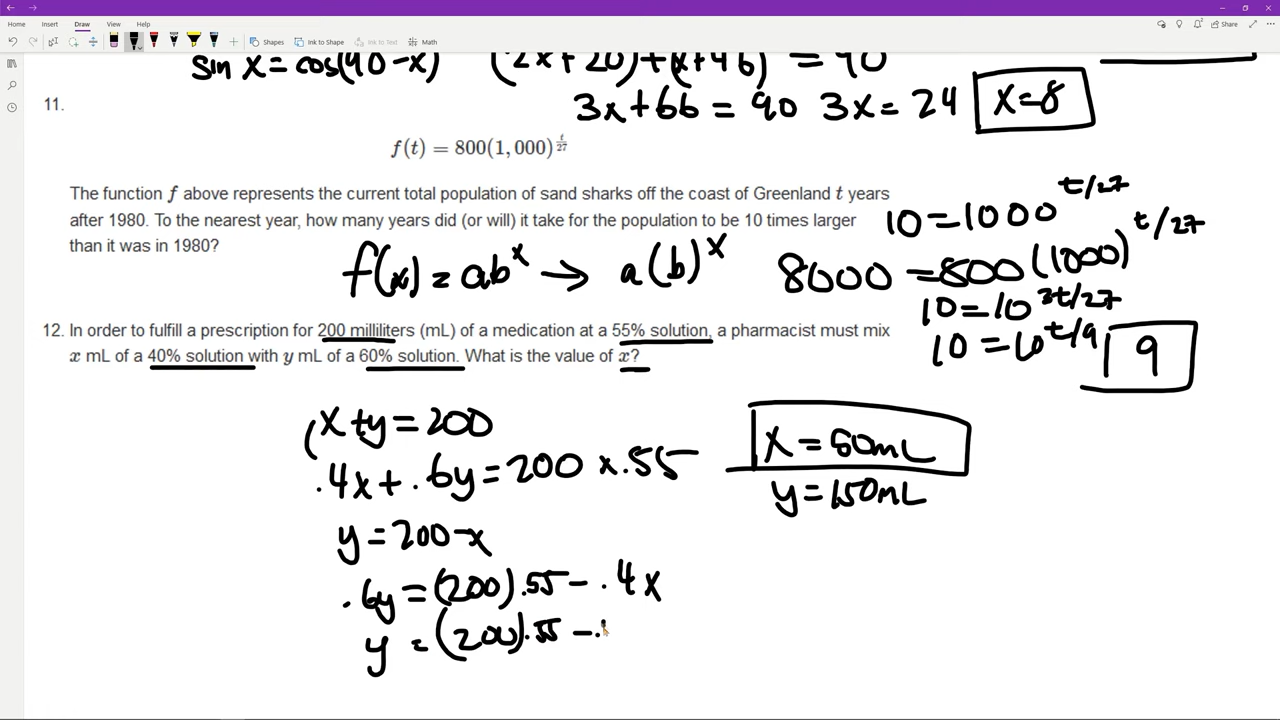 Home Insert Draw View Help
Share
Shapes Ink to Shape Ink to Text Math
sin x = cos(90-x) (2x+20)+(x+46) = 90
3x+66 = 90 3x = 24 x=8
11.
f(t) = 800(1,000)^{t/27}
The function f above represents the current total population of sand sharks off the coast of Greenland t years
after 1980. To the nearest year, how many years did (or will) it take for the population to be 10 times larger
than it was in 1980?
10 = 1000^{t/27}
f(x) = ab^x → a(b)^x 8000 = 800(1000)^{t/27}
10 = 10^{3t/27}
10 = 10^{t/9} 9
12. In order to fulfill a prescription for 200 milliliters (mL) of a medication at a 55% solution, a pharmacist must mix
x mL of a 40% solution with y mL of a 60% solution. What is the value of x?
x+y = 200
.4x + .6y = 200 x .55
x = 50mL
y = 150mL
y = 200-x
.6y = (200).55 - .4x
y = (200).55 - .